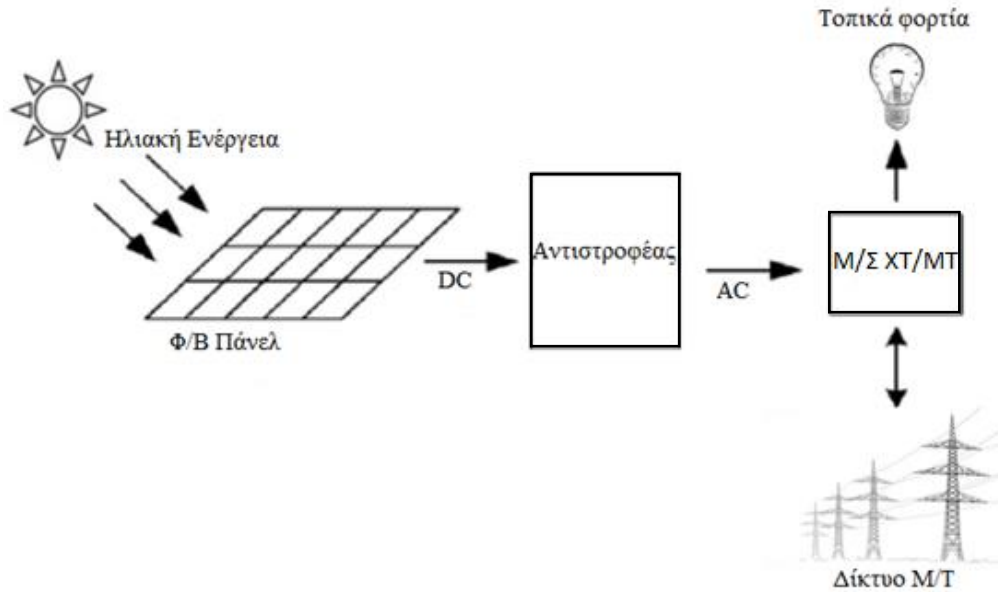 Τοπικά φορτία
Ηλιακή Ενέργεια
Αντιστροφέας
Μ/Σ ΧΤ/ΜΤ
DC
AC
Φ/Β Πάνελ
Δίκτυο Μ/Τ